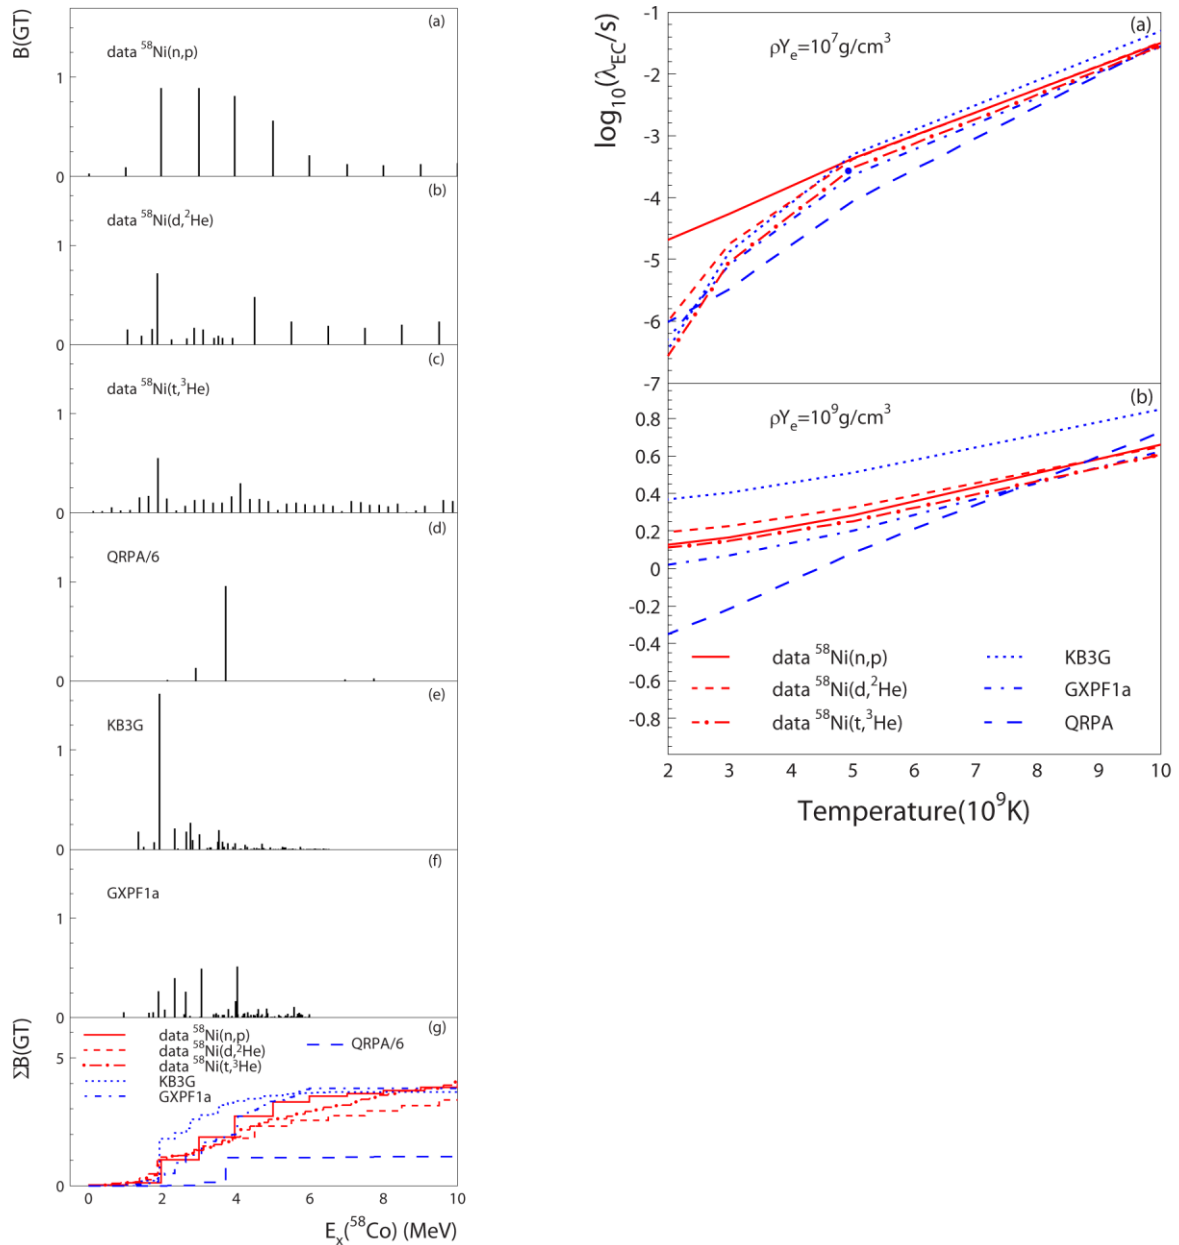 B(GT)
(a)
data ⁵⁸Ni(n,p)
1
0
(b)
data ⁵⁸Ni(d,²He)
1
0
(c)
data ⁵⁸Ni(t,³He)
1
0
(d)
QRPA/6
1
0
(e)
KB3G
1
0
(f)
GXPF1a
1
0
ΣB(GT)
(g)
data ⁵⁸Ni(n,p)
data ⁵⁸Ni(d,²He)
data ⁵⁸Ni(t,³He)
KB3G
GXPF1a
QRPA/6
5
0
0 2 4 6 8 10
Eₓ(⁵⁸Co) (MeV)
log₁₀(λ_EC/s)
(a)
ρYₑ=10⁷g/cm³
-1
-2
-3
-4
-5
-6
-7
(b)
ρYₑ=10⁹g/cm³
0.8
0.6
0.4
0.2
0
-0.2
-0.4
-0.6
-0.8
data ⁵⁸Ni(n,p)
data ⁵⁸Ni(d,²He)
data ⁵⁸Ni(t,³He)
KB3G
GXPF1a
QRPA
2 3 4 5 6 7 8 9 10
Temperature(10⁹K)